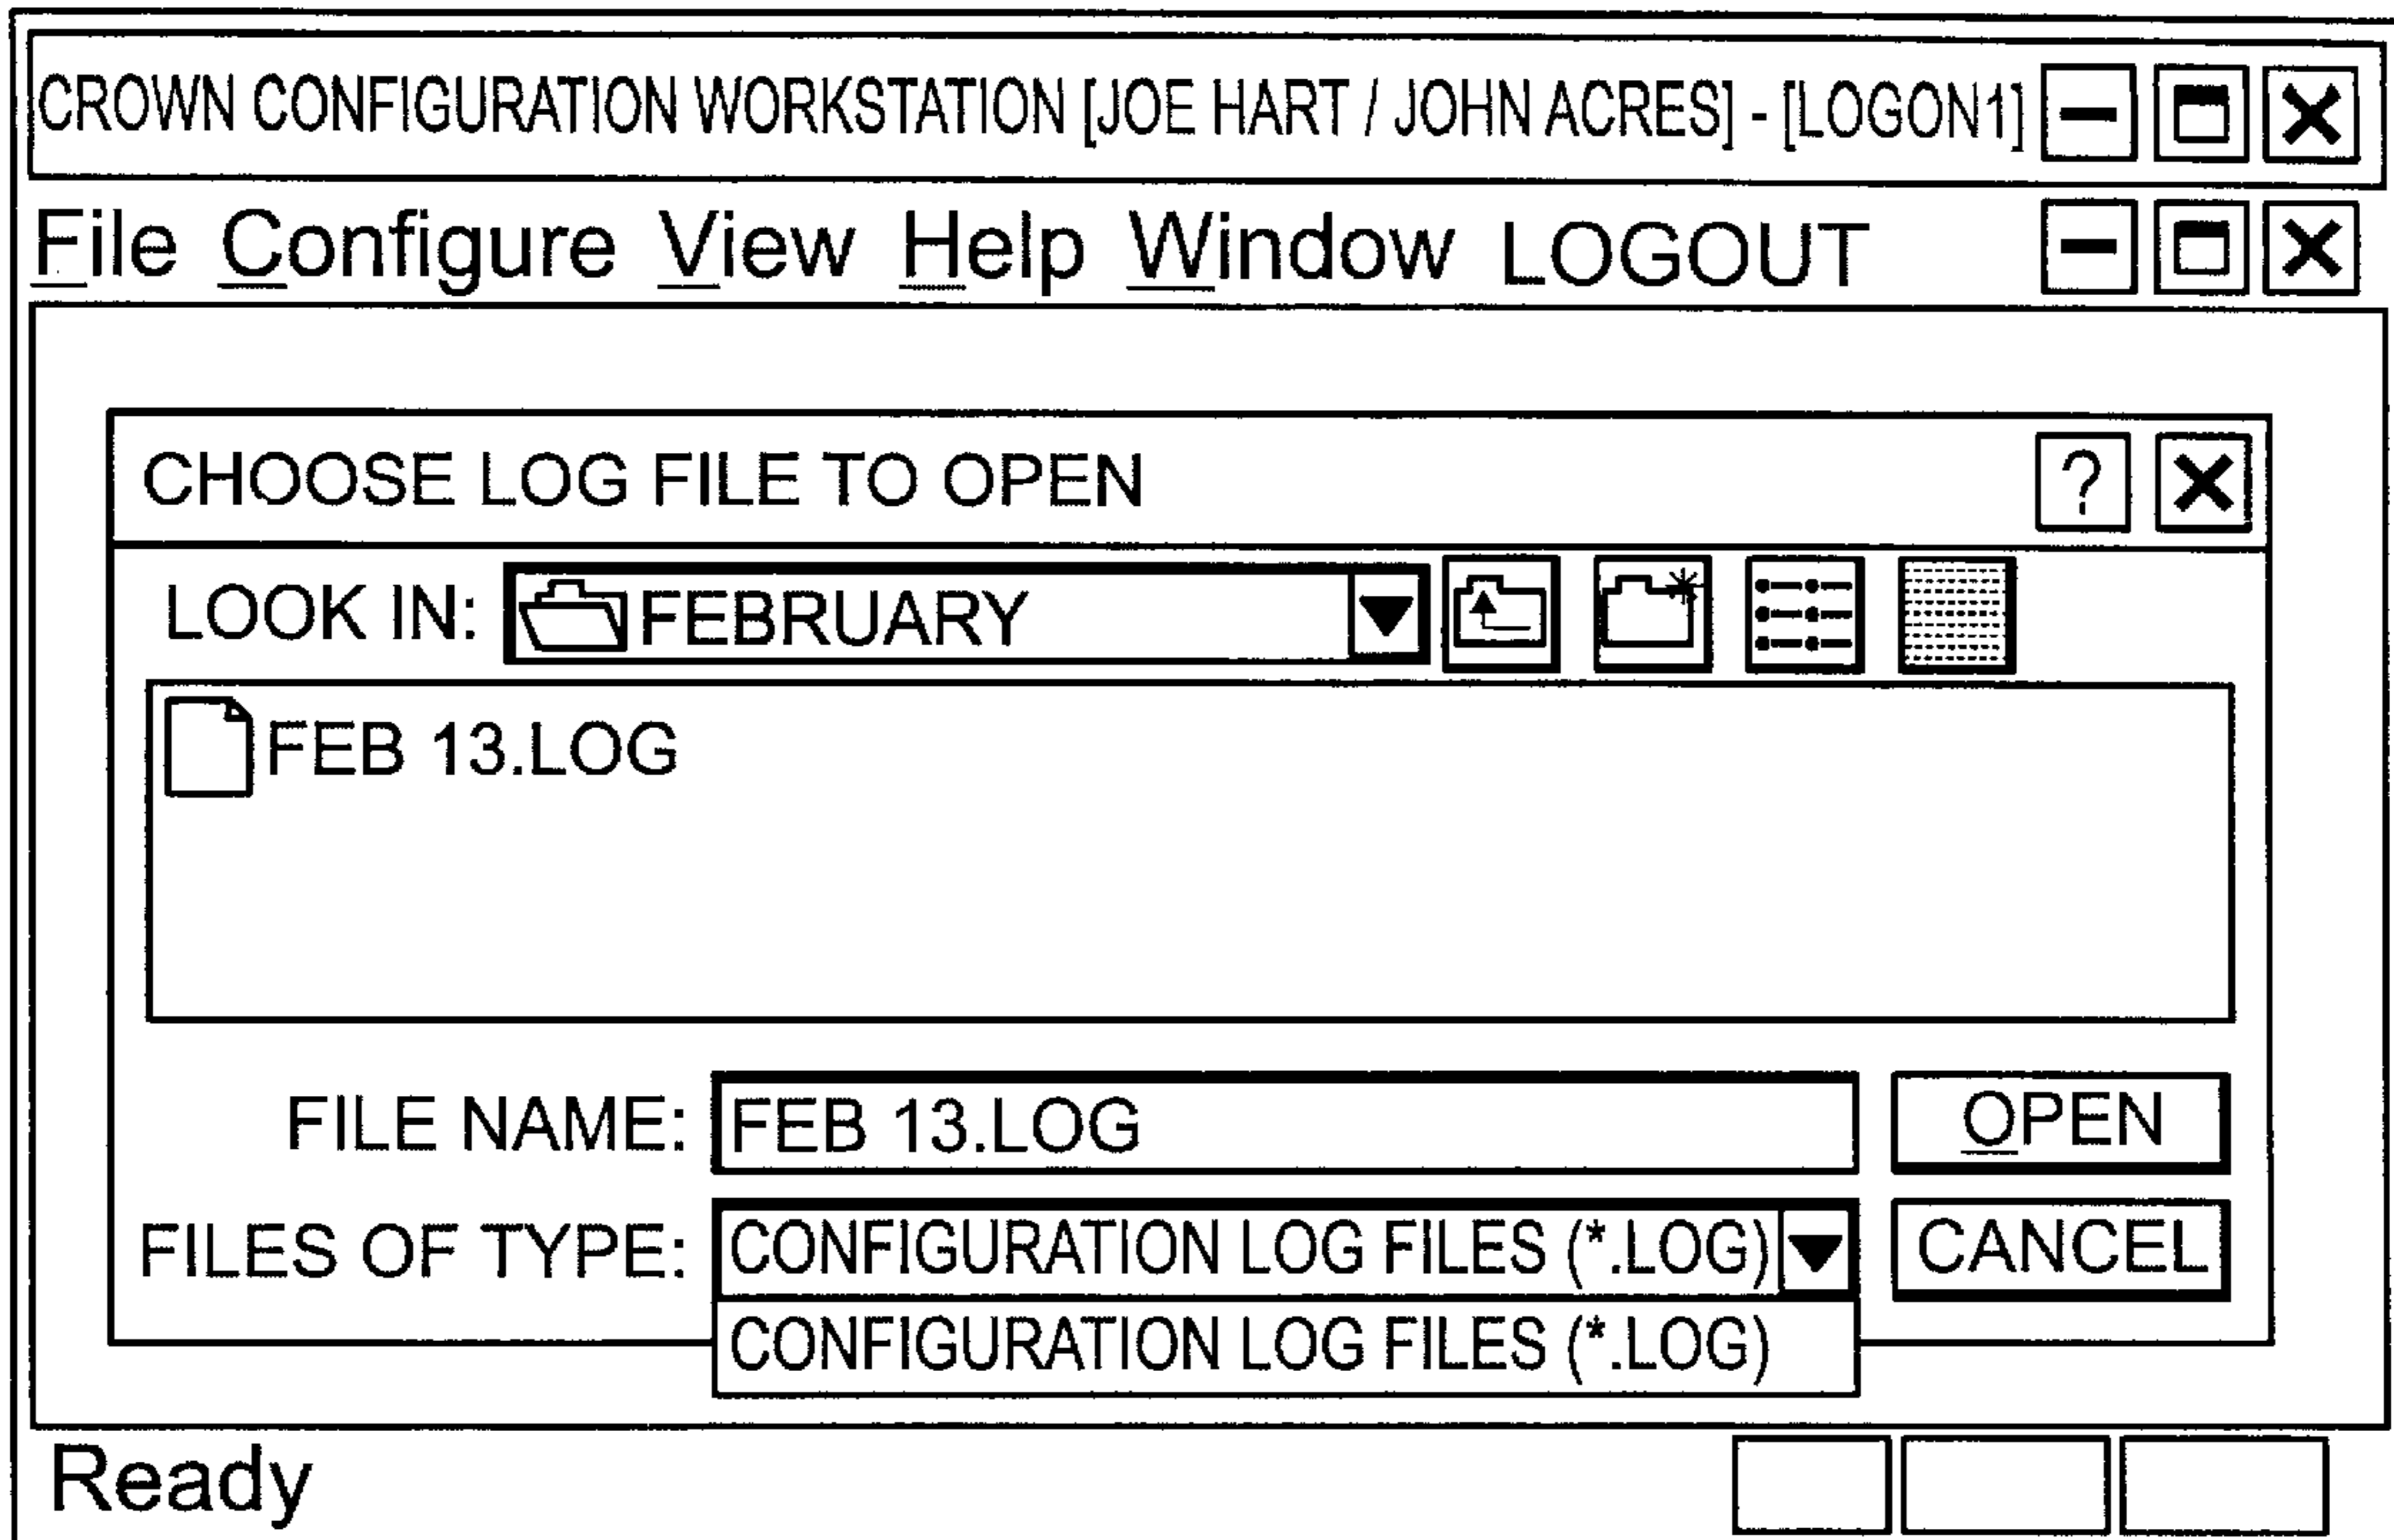 CROWN CONFIGURATION WORKSTATION [JOE HART / JOHN ACRES] - [LOGON1]
File Configure View Help Window LOGOUT
CHOOSE LOG FILE TO OPEN ?
LOOK IN: FEBRUARY
FEB 13.LOG
FILE NAME: FEB 13.LOG OPEN
FILES OF TYPE: CONFIGURATION LOG FILES (*.LOG) CANCEL
CONFIGURATION LOG FILES (*.LOG)
Ready